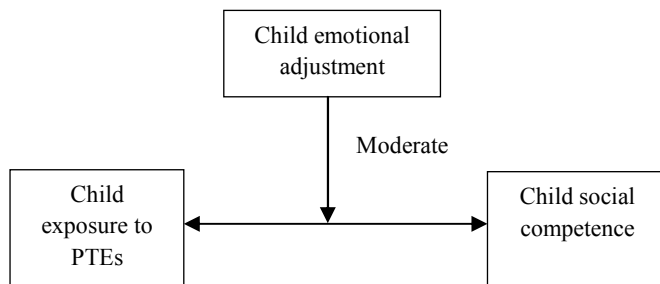 Child emotional
adjustment
Moderate
Child
exposure to
PTEs
Child social
competence